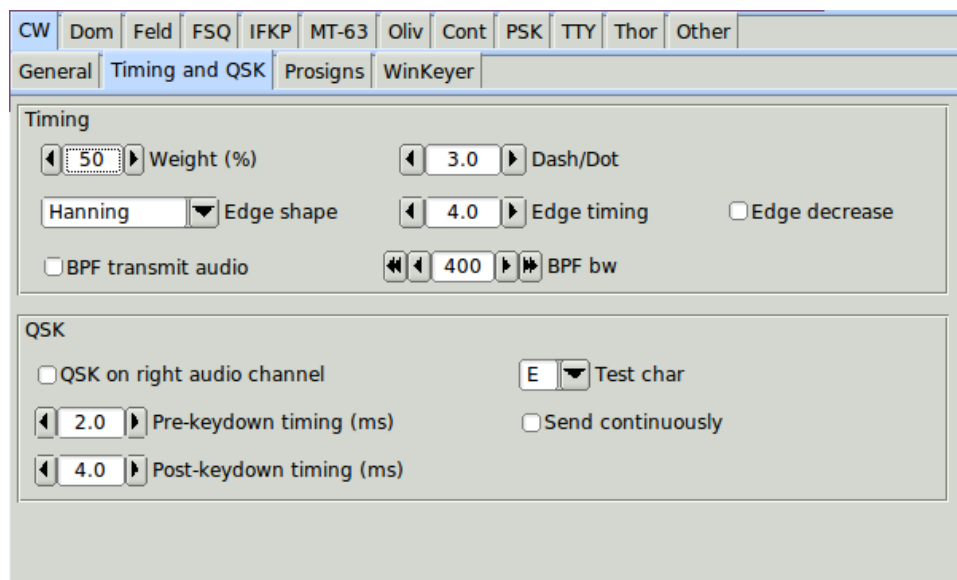 CW Dom Feld FSQ IFKP MT-63 Oliv Cont PSK TTY Thor Other
General Timing and QSK Prosigns WinKeyer
Timing
50 Weight (%) 3.0 Dash/Dot
Hanning Edge shape 4.0 Edge timing Edge decrease
BPF transmit audio 400 BPF bw
QSK
QSK on right audio channel E Test char
2.0 Pre-keydown timing (ms) Send continuously
4.0 Post-keydown timing (ms)